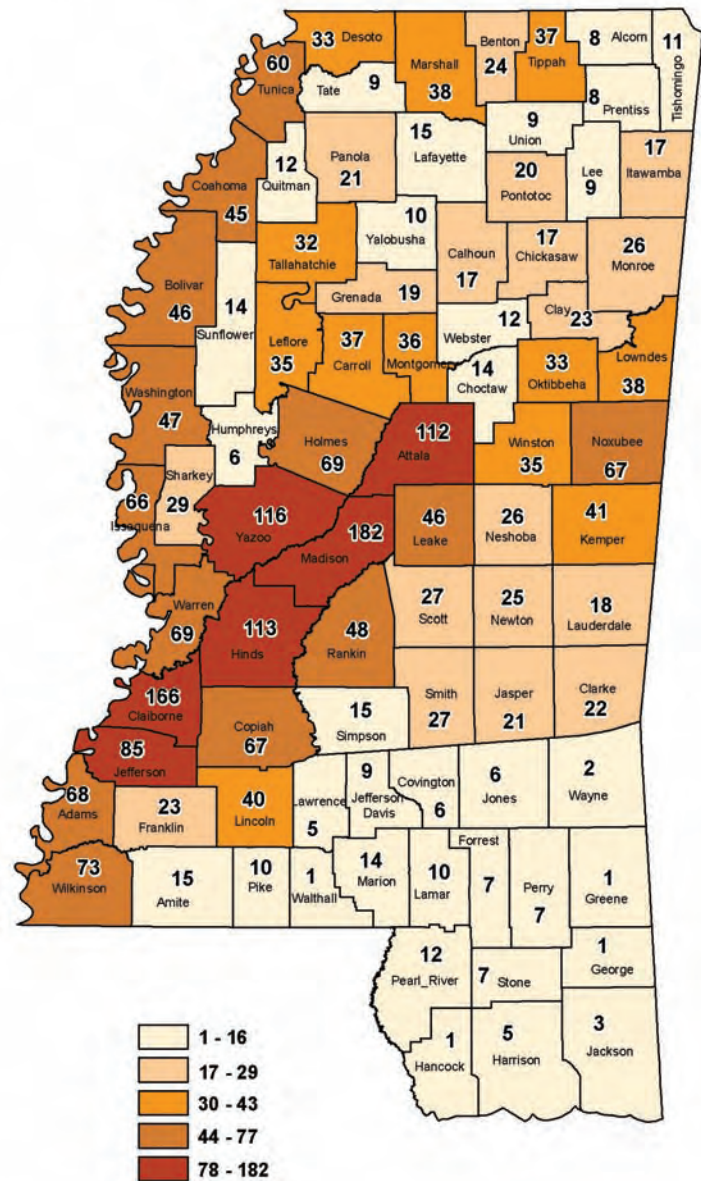 33 Desoto
Marshall
38
Benton
24
37
Tippah
8 Alcorn
11
Tishomingo
60
Tunica
Tate 9
8
Prentiss
9
Union
15
Lafayette
12
Quitman
Panola
21
20
Pontotoc
Lee
9
17
Itawamba
Coahoma
45
10
Yalobusha
32
Tallahatchie
Calhoun
17
17
Chickasaw
26
Monroe
Bolivar
46
14
Sunflower
Grenada 19
Clay
23
Webster 12
Leflore
35
37
Carroll
36
Montgomer
14
Choctaw
33
Oktibbeha
Lowndes
38
Washington
47
Humphreys
6
Holmes
69
112
Attala
Winston
35
Noxubee
67
Sharkey
29
66
Issaquena
116
Yazoo
182
Madison
46
Leake
26
Neshoba
41
Kemper
Warren
69
113
Hinds
48
Rankin
27
Scott
25
Newton
18
Lauderdale
166
Claiborne
Copiah
67
15
Simpson
Smith
27
Jasper
21
Clarke
22
85
Jefferson
68
Adams
23
Franklin
40
Lincoln
Lawrence
5
9
Jefferson
Davis
Covington
6
6
Jones
2
Wayne
73
Wilkinson
15
Amite
10
Pike
1
Walthall
14
Marion
10
Lamar
Forrest
7
Perry
7
1
Greene
12
Pearl_River
7 Stone
1
George
1
Hancock
5
Harrison
3
Jackson
1 - 16
17 - 29
30 - 43
44 - 77
78 - 182